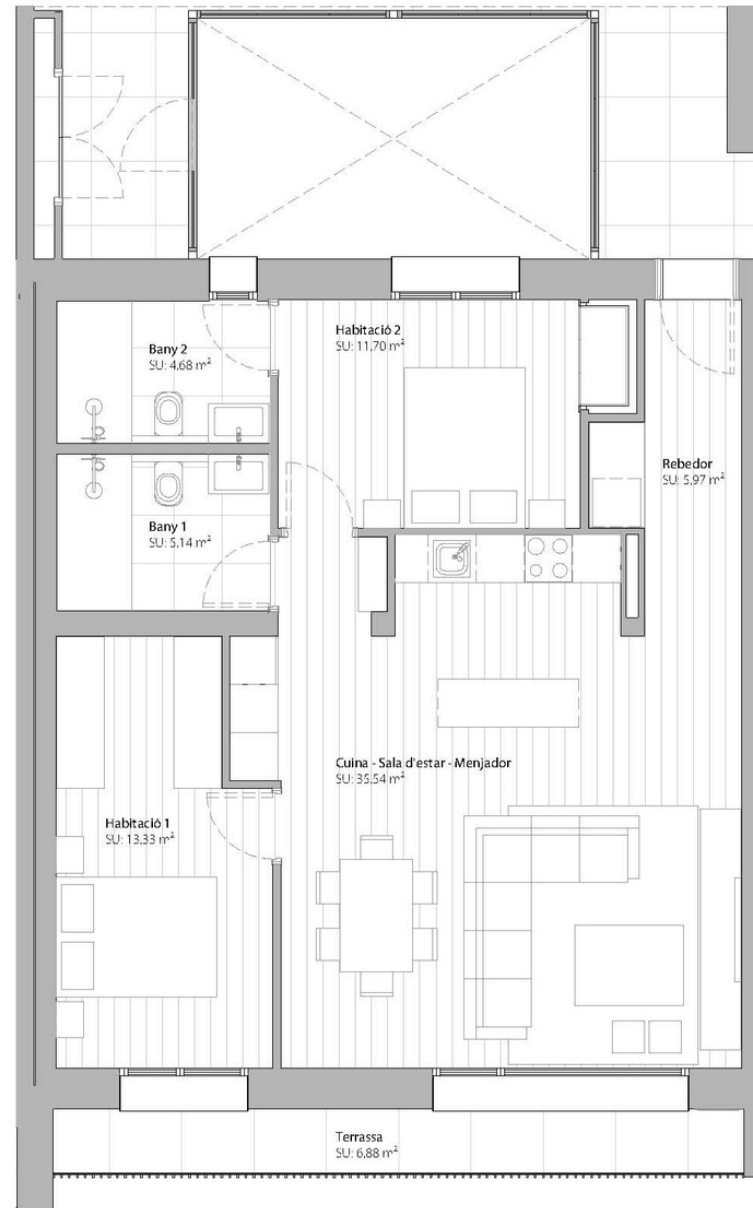 Bany 2
SU: 4,68 m²
Habitació 2
SU: 11,70 m²
Rebedor
SU: 5,97 m²
Bany 1
SU: 5,14 m²
Cuina - Sala d'estar - Menjador
SU: 35,54 m²
Habitació 1
SU: 13,33 m²
Terrassa
SU: 6,88 m²